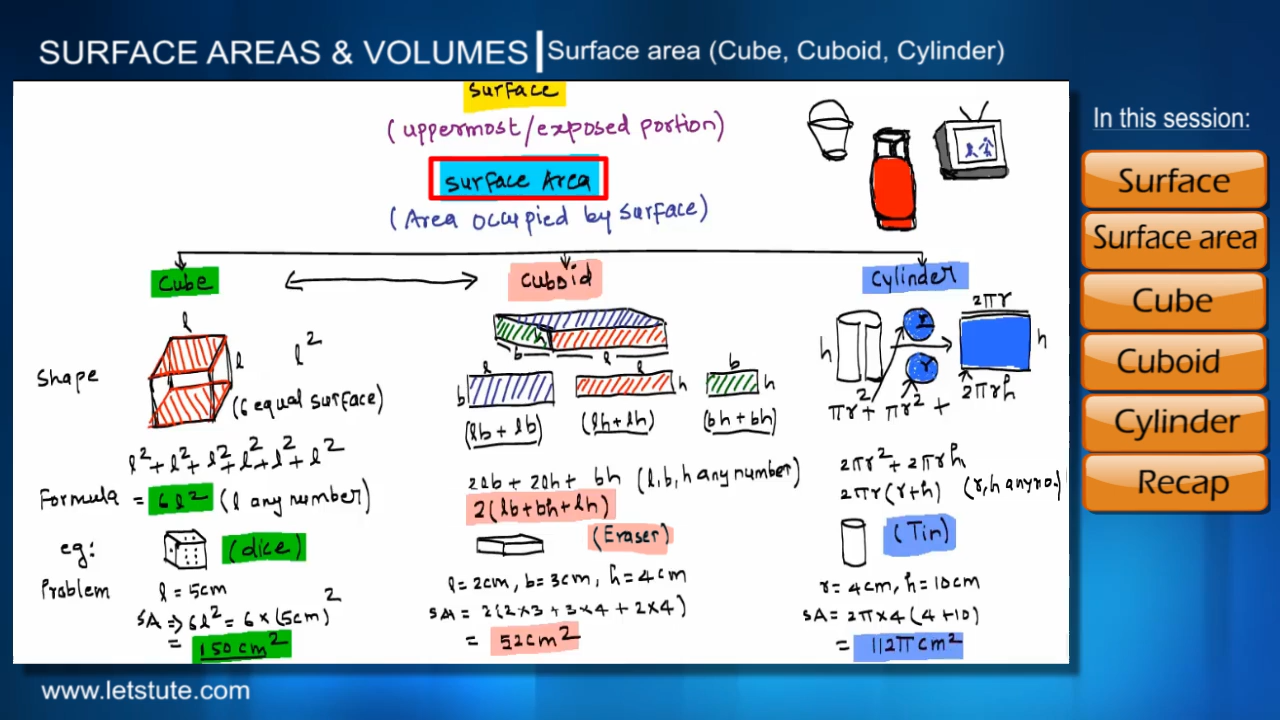 SURFACE AREAS & VOLUMES | Surface area (Cube, Cuboid, Cylinder)
In this session:
Surface
Surface area
Cube
Cuboid
Cylinder
Recap
Surface
(uppermost/exposed portion)
Surface Area
(Area occupied by surface)
Cube
Cuboid
Cylinder
Shape
l
l
l²
(6 equal surface)
l² + l² + l² + l² + l² + l²
Formula = 6l² (l any number)
eg: (dice)
Problem l = 5cm
SA ⇒ 6l² = 6 × (5cm)²
= 150 cm²
h
b l
l l b
b h h
(lb + lb) (lh + lh) (bh + bh)
2lb + 2lh + bh (l, b, h any number)
2(lb + bh + lh)
(Eraser)
l = 2cm, b = 3cm, h = 4cm
SA = 2(2×3 + 3×4 + 2×4)
= 52cm²
2πr
h r h
r
πr² + πr² + 2πrh
2πr² + 2πrh
2πr(r+h) (r, h any no.)
(Tin)
r = 4cm, h = 10cm
SA = 2π×4(4+10)
= 112π cm²
www.letstute.com